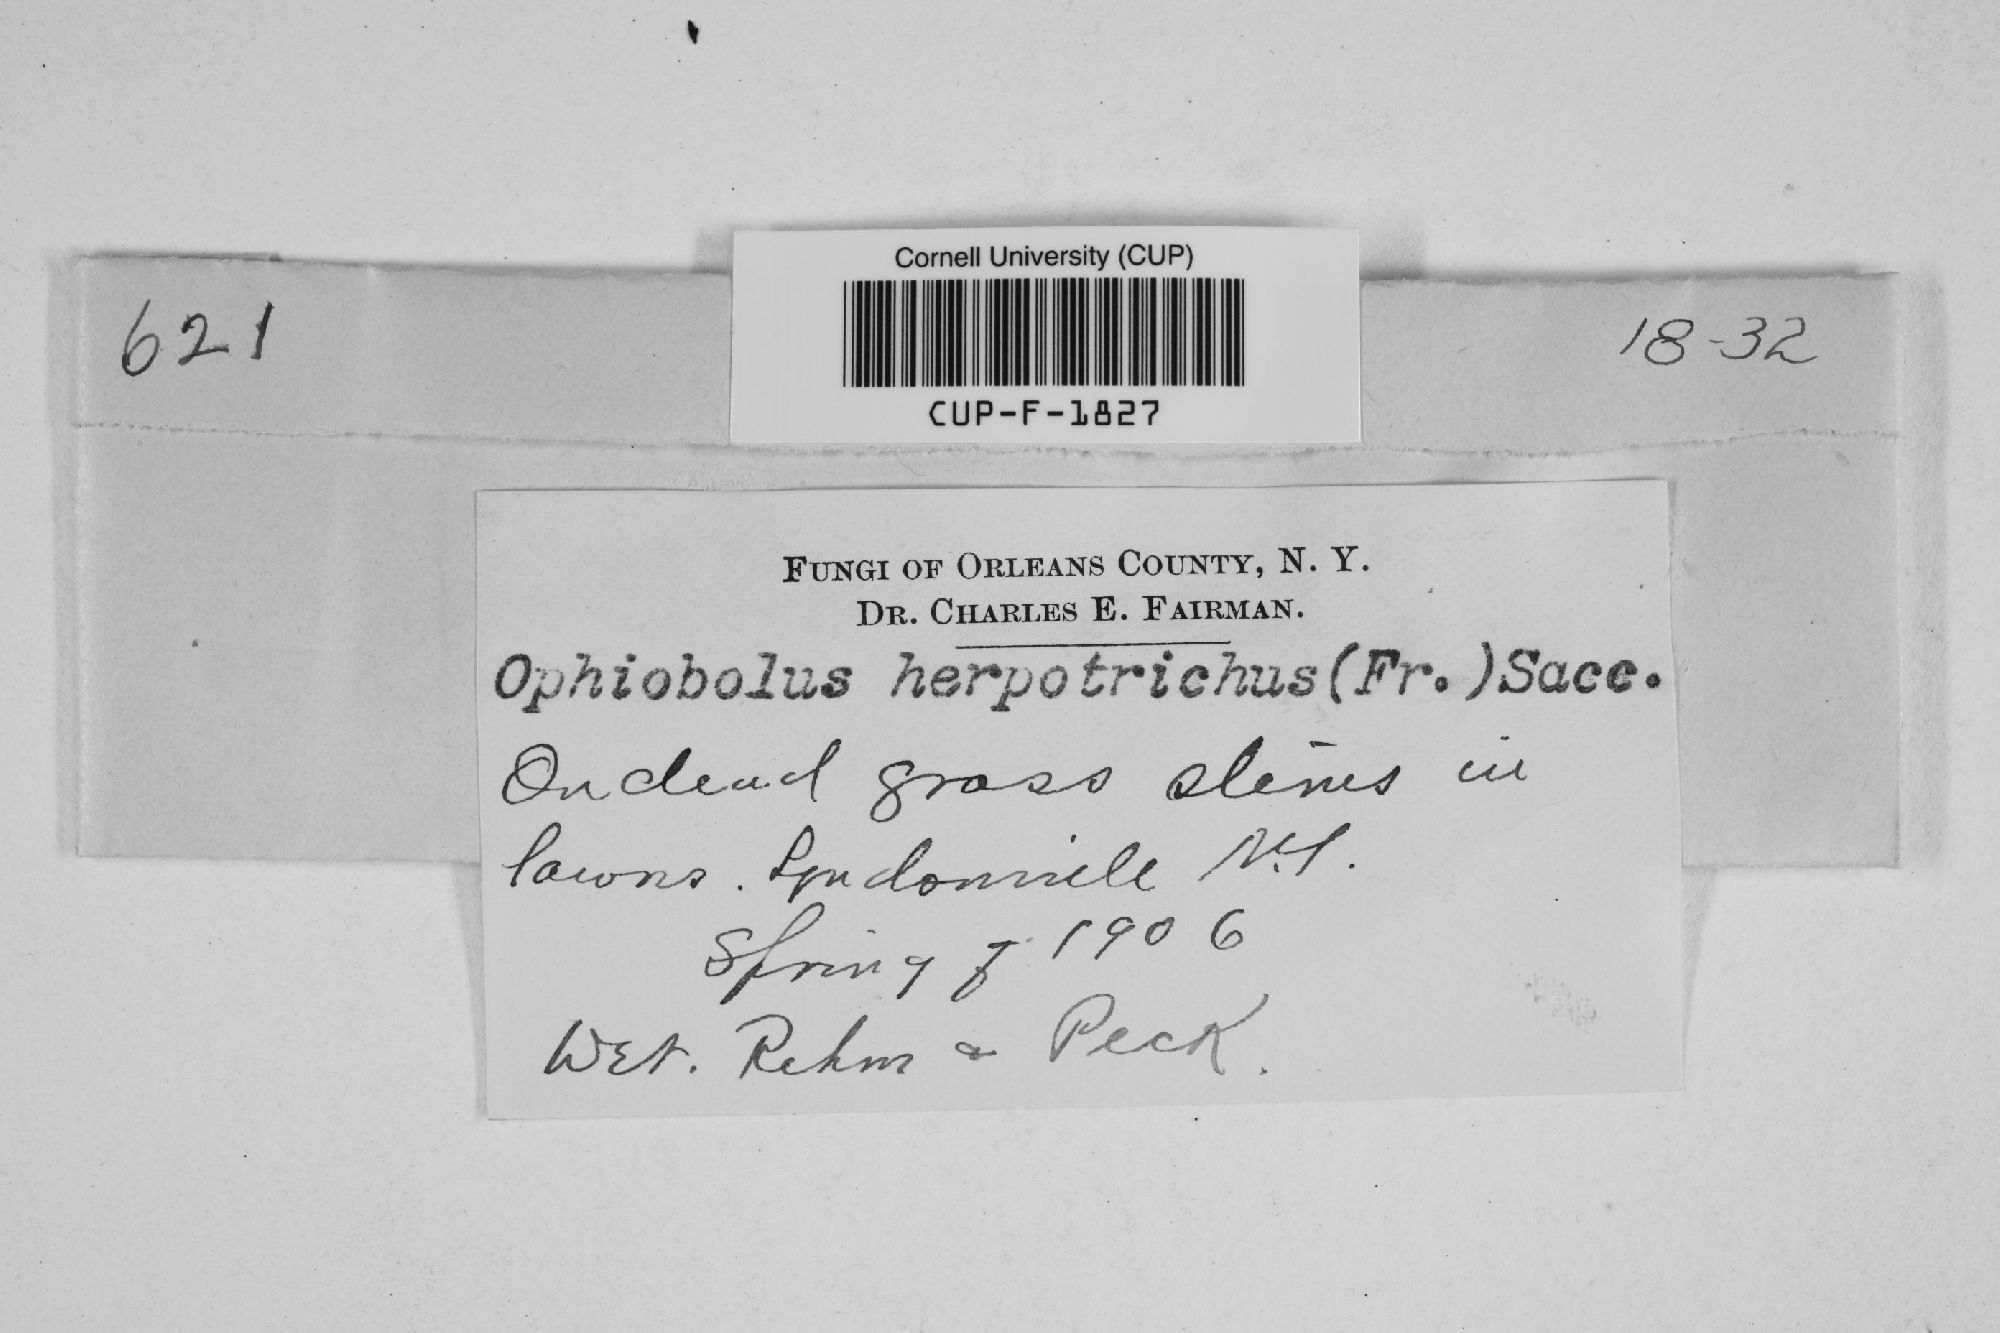 Cornell University (CUP)
CUP-F-1827
621
18-32
FUNGI OF ORLEANS COUNTY, N. Y.
DR. CHARLES E. FAIRMAN.
Ophiobolus herpotrichus (Fr.) Sacc.
On dead grass stems in
lawns. Lyndonville N.Y.
Spring of 1906
Det. Rehm & Peck.